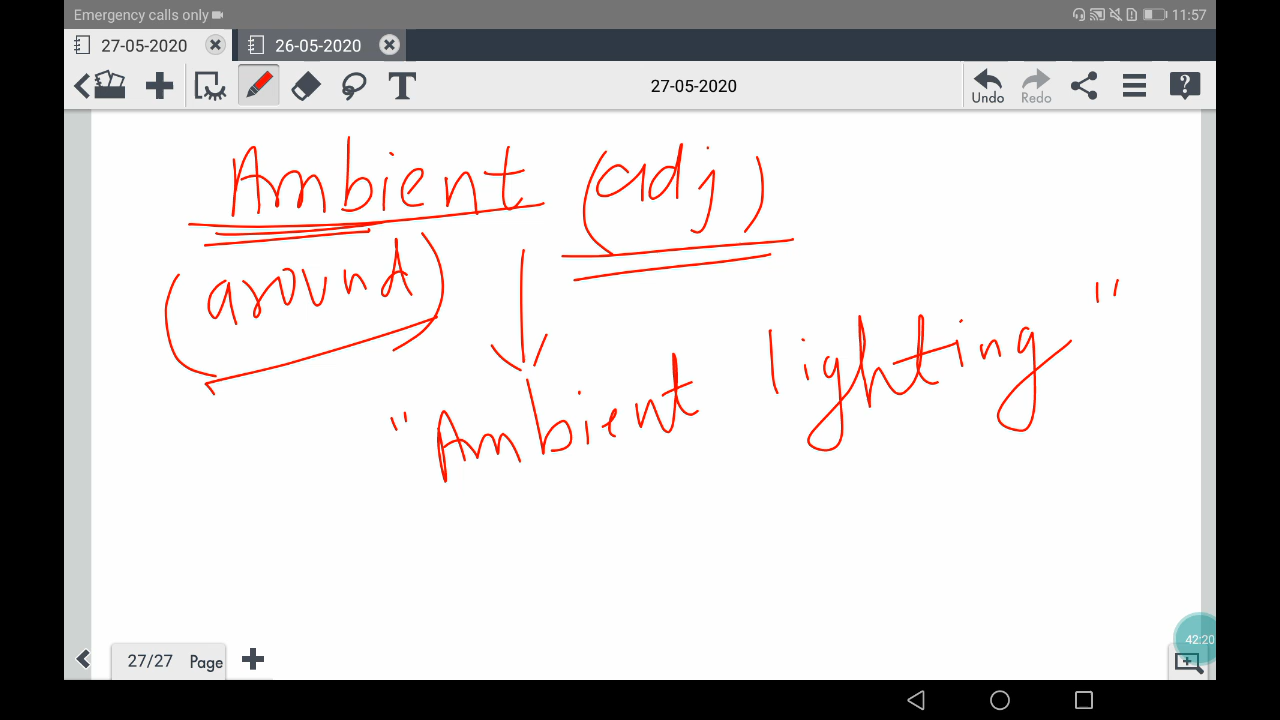 Emergency calls only 11:57
27-05-2020 26-05-2020
T 27-05-2020 Undo Redo ?
Ambient (adj)
(around)
"Ambient lighting"
42:20
27/27 Page